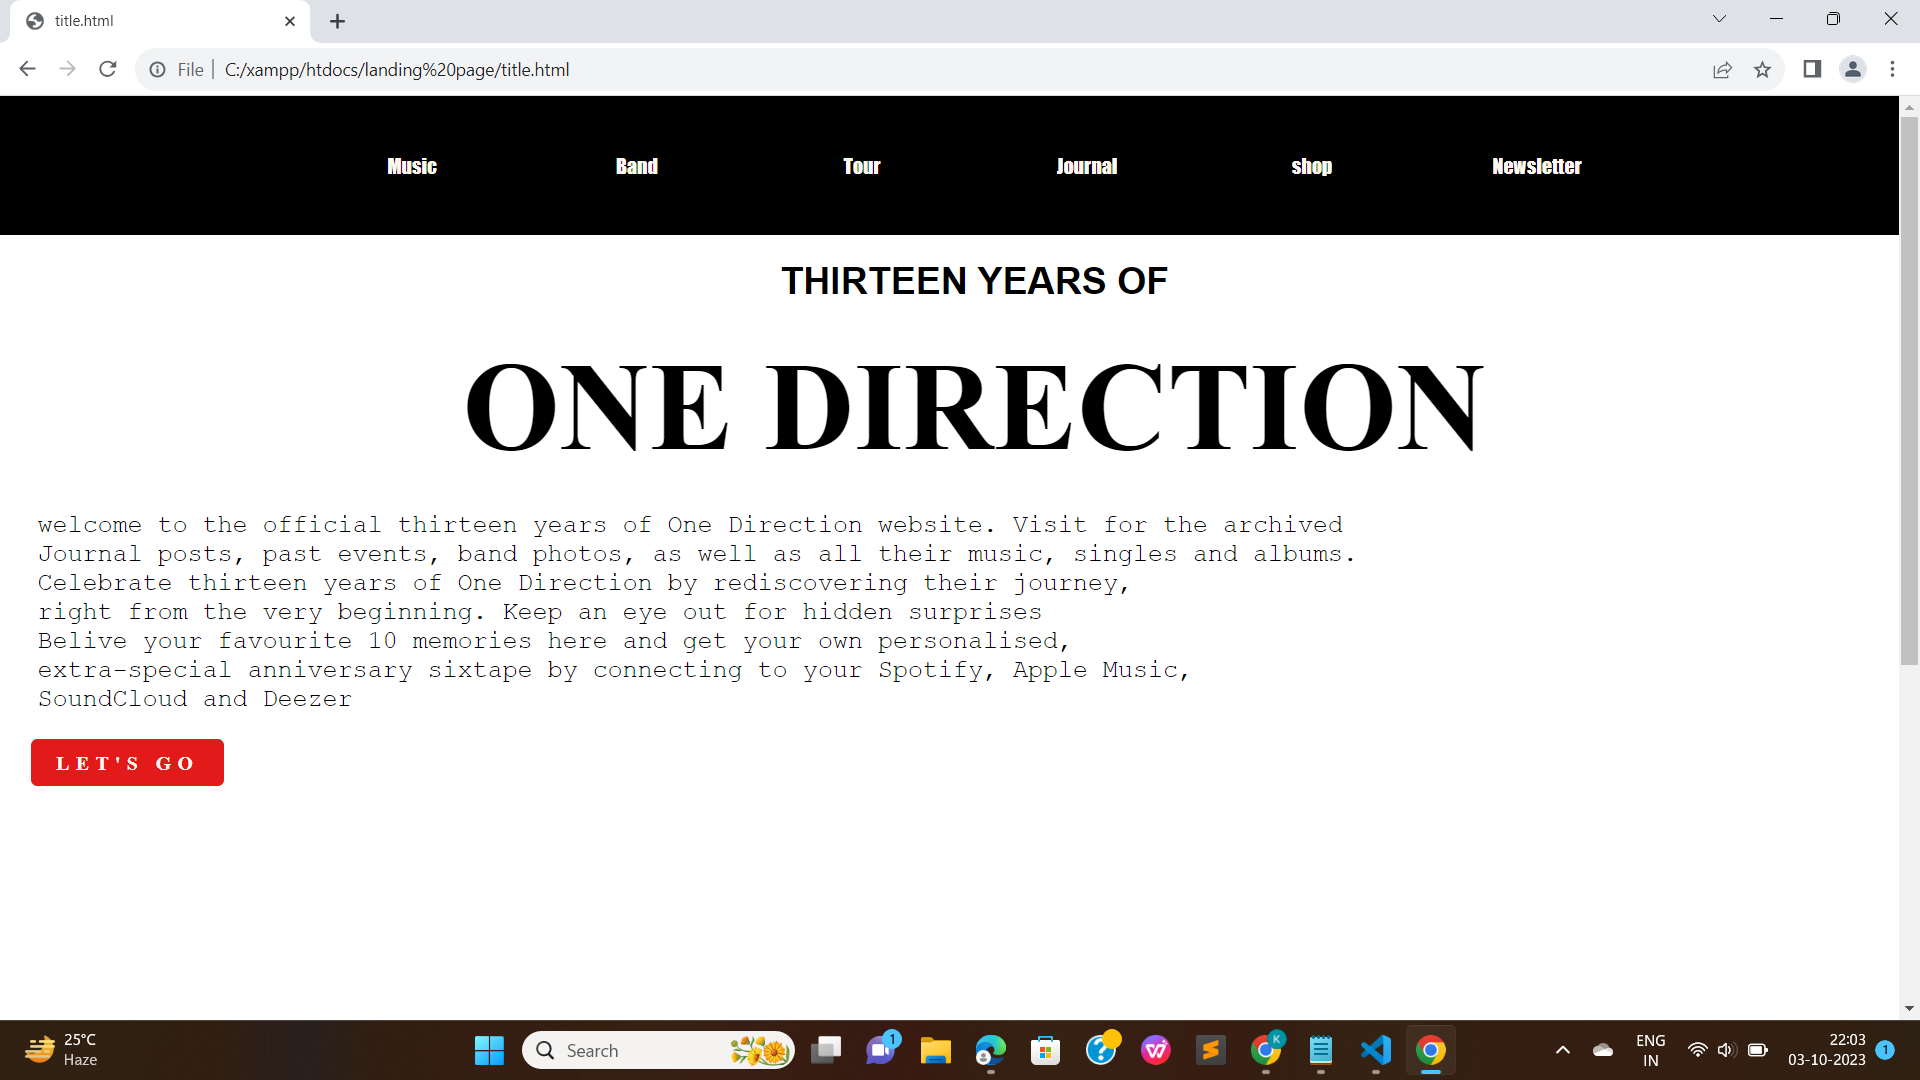 title.html
File
C:/xampp/htdocs/landing%20page/title.html
Music Band Tour Journal shop Newsletter
THIRTEEN YEARS OF
ONE DIRECTION
welcome to the official thirteen years of One Direction website. Visit for the archived
Journal posts, past events, band photos, as well as all their music, singles and albums.
Celebrate thirteen years of One Direction by rediscovering their journey,
right from the very beginning. Keep an eye out for hidden surprises
Belive your favourite 10 memories here and get your own personalised,
extra-special anniversary sixtape by connecting to your Spotify, Apple Music,
SoundCloud and Deezer
LET'S GO
25°C
Haze
Search
1
K
ENG
IN
22:03
03-10-2023
1